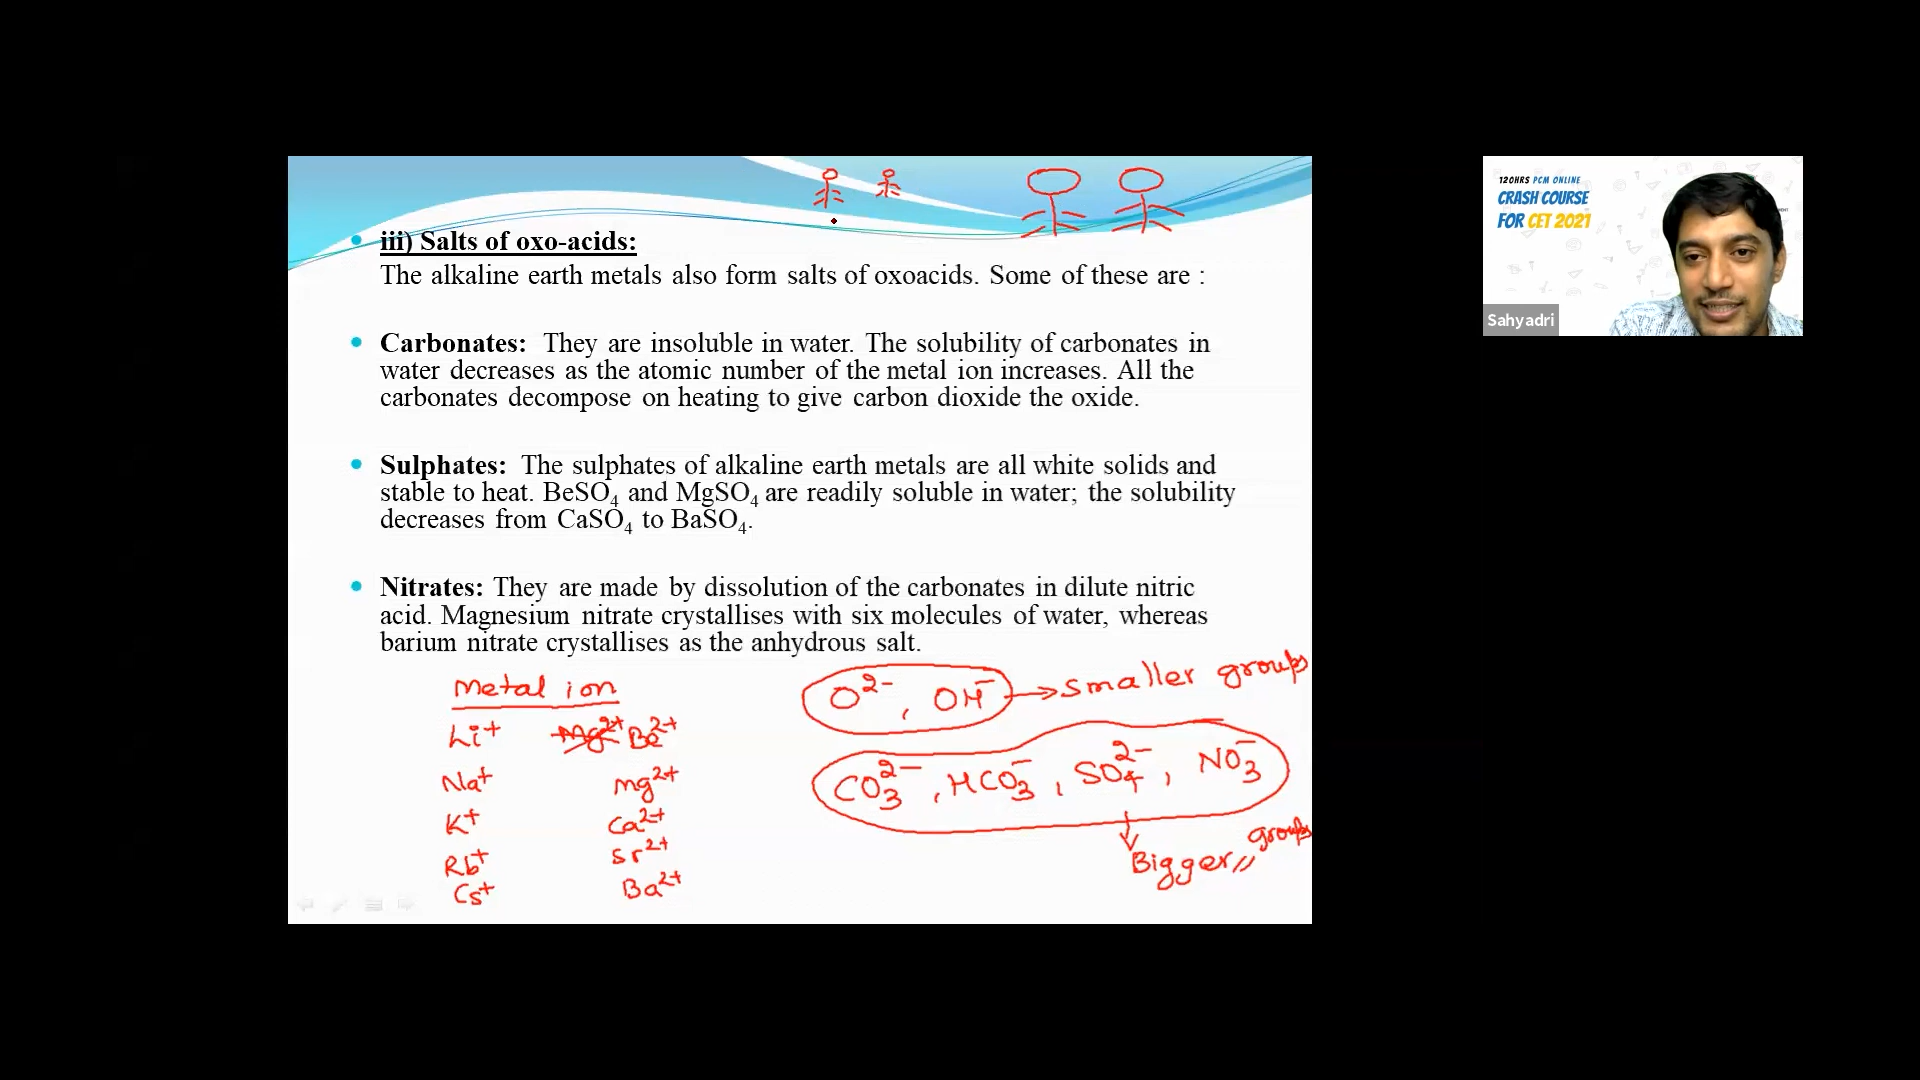 iii) Salts of oxo-acids:
The alkaline earth metals also form salts of oxoacids. Some of these are :
Carbonates: They are insoluble in water. The solubility of carbonates in
water decreases as the atomic number of the metal ion increases. All the
carbonates decompose on heating to give carbon dioxide the oxide.
Sulphates: The sulphates of alkaline earth metals are all white solids and
stable to heat. BeSO₄ and MgSO₄ are readily soluble in water; the solubility
decreases from CaSO₄ to BaSO₄.
Nitrates: They are made by dissolution of the carbonates in dilute nitric
acid. Magnesium nitrate crystallises with six molecules of water, whereas
barium nitrate crystallises as the anhydrous salt.
Metal ion
Li⁺ Mg²⁺ Be²⁺
Na⁺ Mg²⁺
K⁺ Ca²⁺
Rb⁺ Sr²⁺
Cs⁺ Ba²⁺
O²⁻, OH⁻ → smaller groups
CO₃²⁻, HCO₃⁻, SO₄²⁻, NO₃⁻
Bigger groups
120HRS PCM ONLINE
CRASH COURSE
FOR CET 2021
Sahyadri